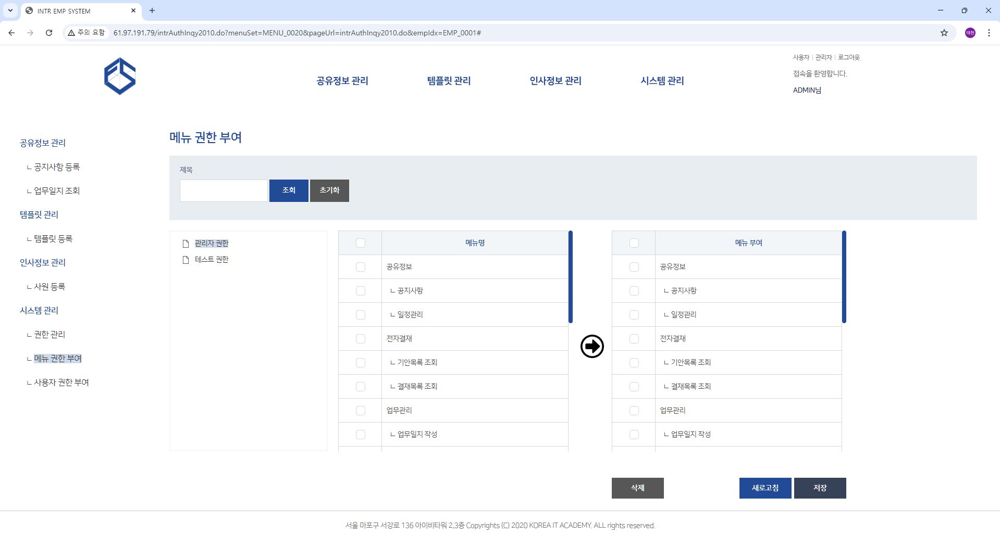 INTR EMP SYSTEM
주의 요함
61.97.191.79/intrAuthInqy2010.do?menuSet=MENU_0020&pageUrl=intrAuthInqy2010.do&empIdx=EMP_0001#
태현
사용자 | 관리자 | 로그아웃
접속을 환영합니다.
ADMIN님
공유정보 관리 템플릿 관리 인사정보 관리 시스템 관리
공유정보 관리
ㄴ 공지사항 등록
ㄴ 업무일지 조회
템플릿 관리
ㄴ 템플릿 등록
인사정보 관리
ㄴ 사원 등록
시스템 관리
ㄴ 권한 관리
ㄴ 메뉴 권한 부여
ㄴ 사용자 권한 부여
메뉴 권한 부여
제목
조회 초기화
관리자 권한
테스트 권한
메뉴명
공유정보
ㄴ 공지사항
ㄴ 일정관리
전자결재
ㄴ 기안목록 조회
ㄴ 결재목록 조회
업무관리
ㄴ 업무일지 작성
메뉴 부여
공유정보
ㄴ 공지사항
ㄴ 일정관리
전자결재
ㄴ 기안목록 조회
ㄴ 결재목록 조회
업무관리
ㄴ 업무일지 작성
삭제 새로고침 저장
서울 마포구 서강로 136 아이비타워 2,3층 Copyrights (C) 2020 KOREA IT ACADEMY. ALL rights reserved.